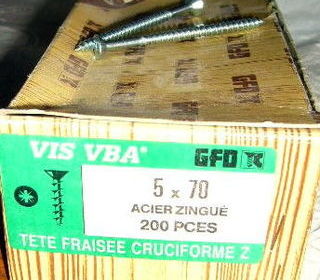 VIS VBA® GFD
5 x 70
ACIER ZINGUÉ
200 PCES
TETE FRAISEE CRUCIFORME Z